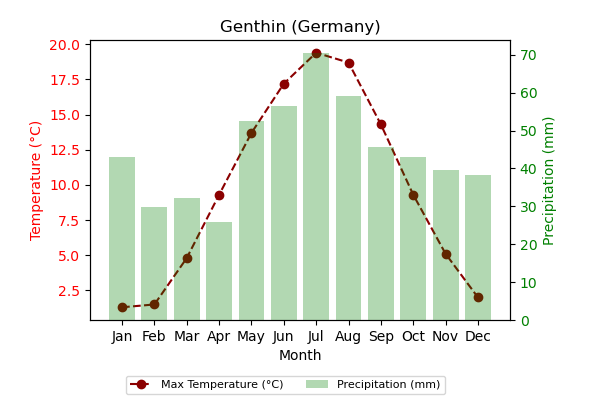 Genthin (Germany)
20.0
17.5
15.0
12.5
10.0
7.5
5.0
2.5
Temperature (°C)
70
60
50
40
30
20
10
0
Precipitation (mm)
Jan Feb Mar Apr May Jun Jul Aug Sep Oct Nov Dec
Month
Max Temperature (°C) Precipitation (mm)